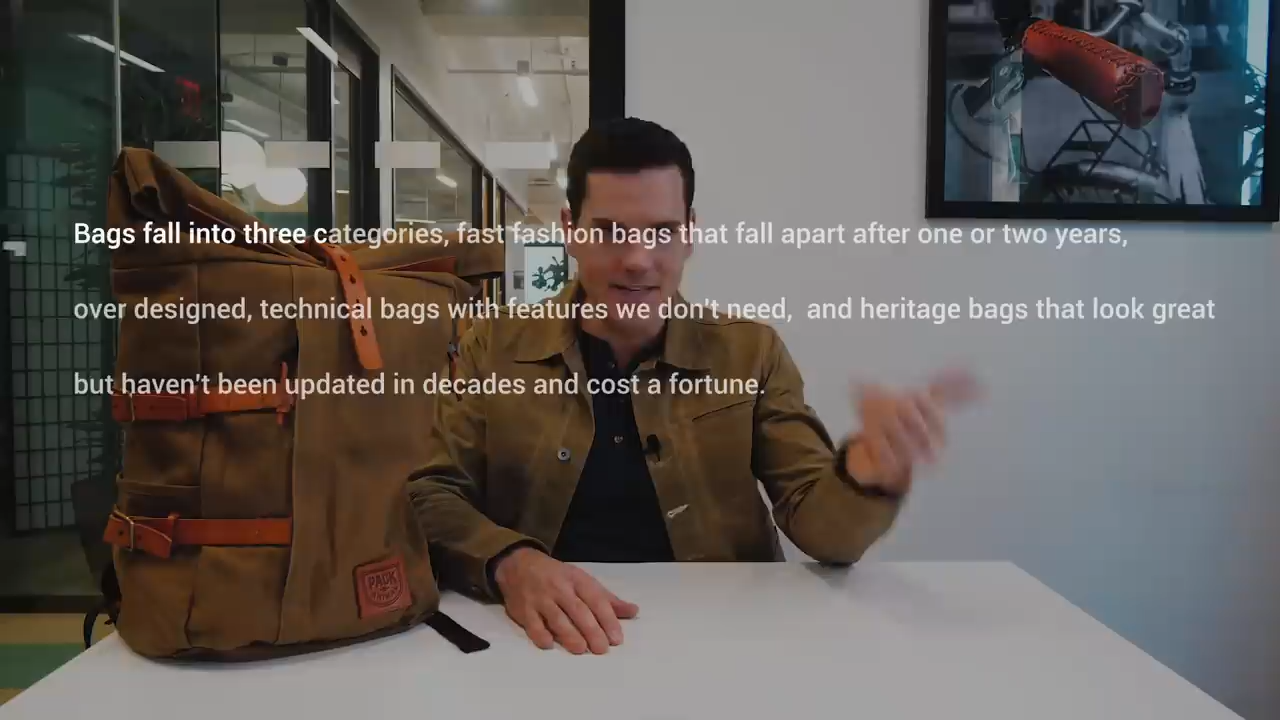 Bags fall into three categories, fast fashion bags that fall apart after one or two years,
over designed, technical bags with features we don't need,  and heritage bags that look great
but haven't been updated in decades and cost a fortune.
PACK